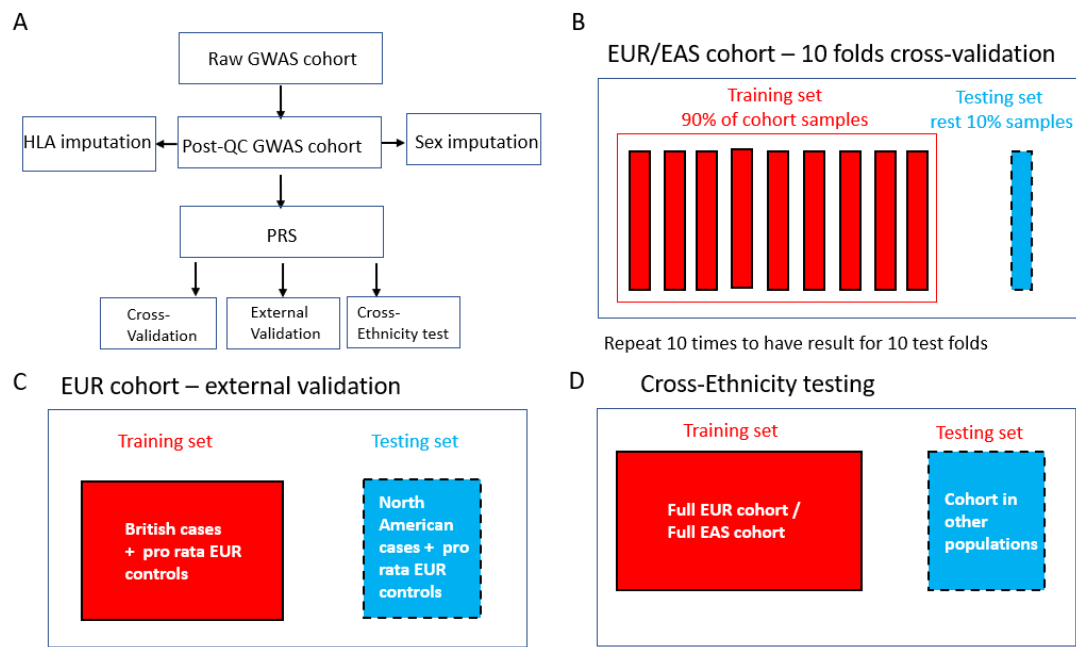 A
Raw GWAS cohort
HLA imputation
Post-QC GWAS cohort
Sex imputation
PRS
Cross-
Validation
External
Validation
Cross-
Ethnicity test
B
EUR/EAS cohort – 10 folds cross-validation
Training set
90% of cohort samples
Testing set
rest 10% samples
Repeat 10 times to have result for 10 test folds
C
EUR cohort – external validation
Training set
Testing set
British cases
+ pro rata EUR
controls
North
American
cases + pro
rata EUR
controls
D
Cross-Ethnicity testing
Training set
Testing set
Full EUR cohort /
Full EAS cohort
Cohort in
other
populations